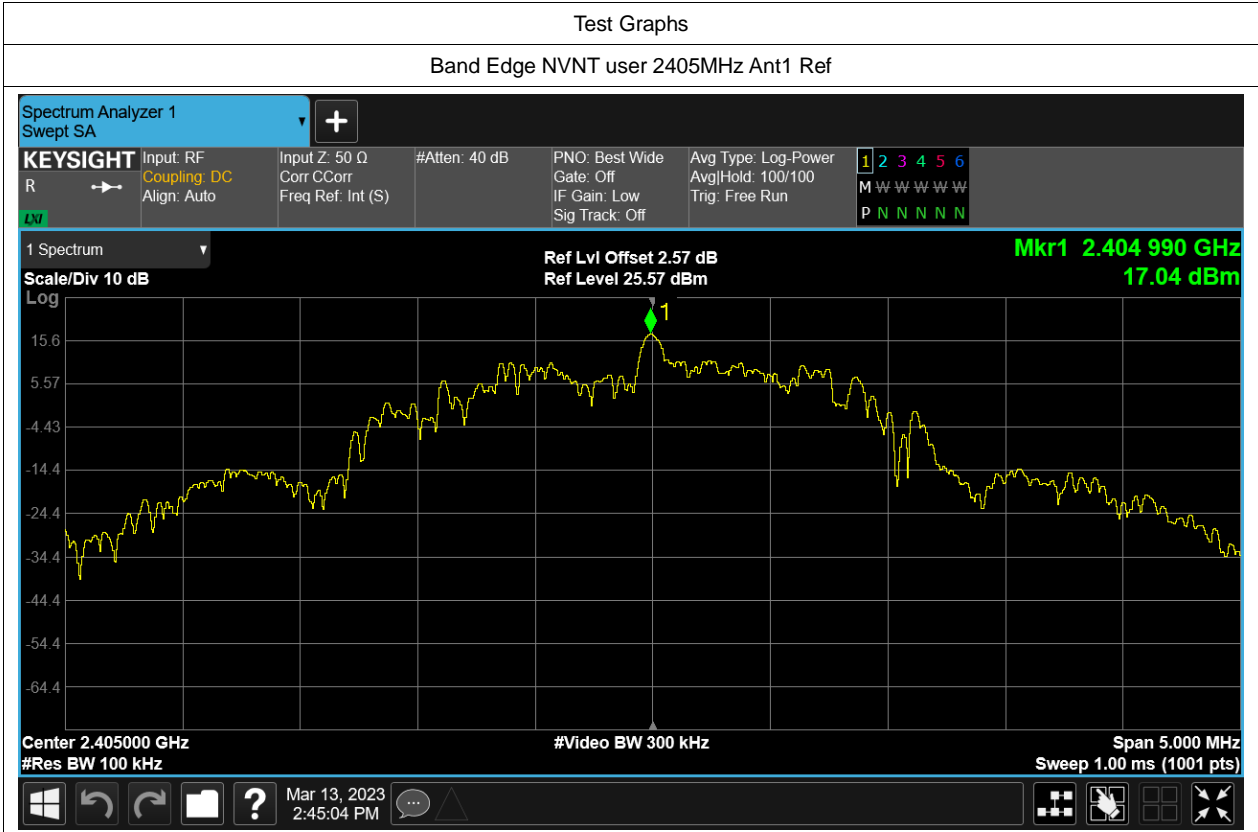 Test Graphs
Band Edge NVNT user 2405MHz Ant1 Ref
Spectrum Analyzer 1
Swept SA
+
KEYSIGHT Input: RF Input Z: 50 Ω #Atten: 40 dB PNO: Best Wide Avg Type: Log-Power 1 2 3 4 5 6
R Coupling: DC Corr CCorr Gate: Off Avg|Hold: 100/100 M W W W W W
Align: Auto Freq Ref: Int (S) IF Gain: Low Trig: Free Run
LXI Sig Track: Off P N N N N N
1 Spectrum Ref Lvl Offset 2.57 dB Mkr1 2.404 990 GHz
Scale/Div 10 dB Ref Level 25.57 dBm 17.04 dBm
Log
1
15.6
5.57
-4.43
-14.4
-24.4
-34.4
-44.4
-54.4
-64.4
Center 2.405000 GHz #Video BW 300 kHz Span 5.000 MHz
#Res BW 100 kHz Sweep 1.00 ms (1001 pts)
? Mar 13, 2023
2:45:04 PM